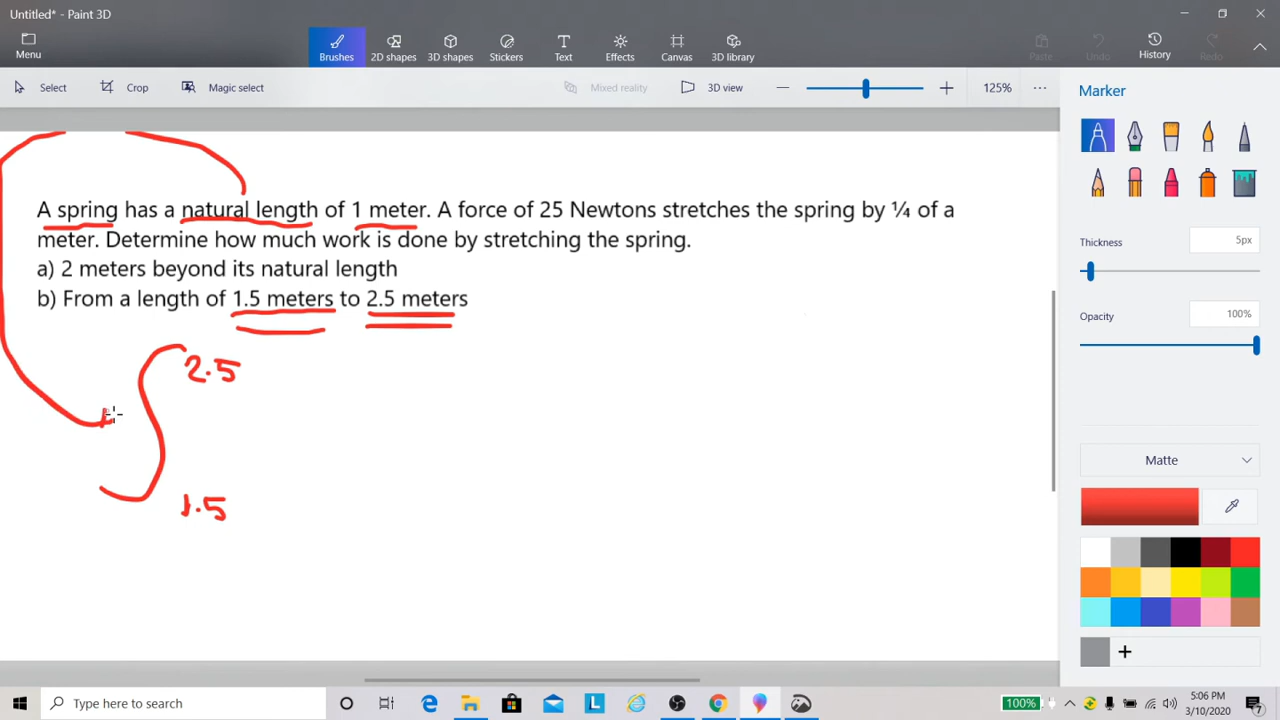 Untitled* - Paint 3D
Menu
Brushes
2D shapes
3D shapes
Stickers
Text
Effects
Canvas
3D library
Paste
Undo
History
Redo
Select
Crop
Magic select
Mixed reality
3D view
125%
Marker
Thickness
5px
Opacity
100%
Matte
A spring has a natural length of 1 meter. A force of 25 Newtons stretches the spring by ¼ of a
meter. Determine how much work is done by stretching the spring.
a) 2 meters beyond its natural length
b) From a length of 1.5 meters to 2.5 meters
2.5
1.5
Type here to search
100%
5:06 PM
3/10/2020